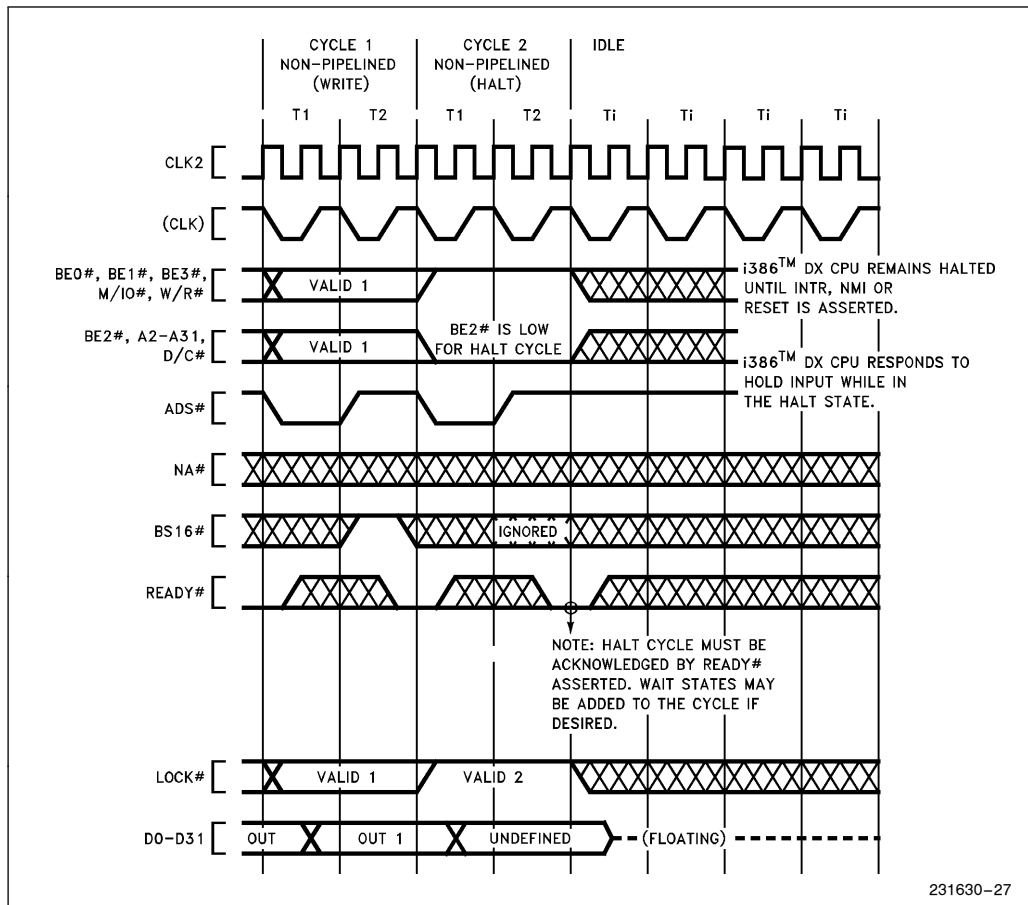 CYCLE 1
NON-PIPELINED
(WRITE)
CYCLE 2
NON-PIPELINED
(HALT)
IDLE
T1 T2 T1 T2 Ti Ti Ti Ti
CLK2
(CLK)
BE0#, BE1#, BE3#,
M/IO#, W/R#
VALID 1
i386™ DX CPU REMAINS HALTED
UNTIL INTR, NMI OR
RESET IS ASSERTED.
BE2#, A2-A31,
D/C#
VALID 1
BE2# IS LOW
FOR HALT CYCLE
i386™ DX CPU RESPONDS TO
HOLD INPUT WHILE IN
THE HALT STATE.
ADS#
NA#
BS16#
IGNORED
READY#
NOTE: HALT CYCLE MUST BE
ACKNOWLEDGED BY READY#
ASSERTED. WAIT STATES MAY
BE ADDED TO THE CYCLE IF
DESIRED.
LOCK#
VALID 1
VALID 2
D0-D31
OUT
OUT 1
UNDEFINED
(FLOATING)
231630-27